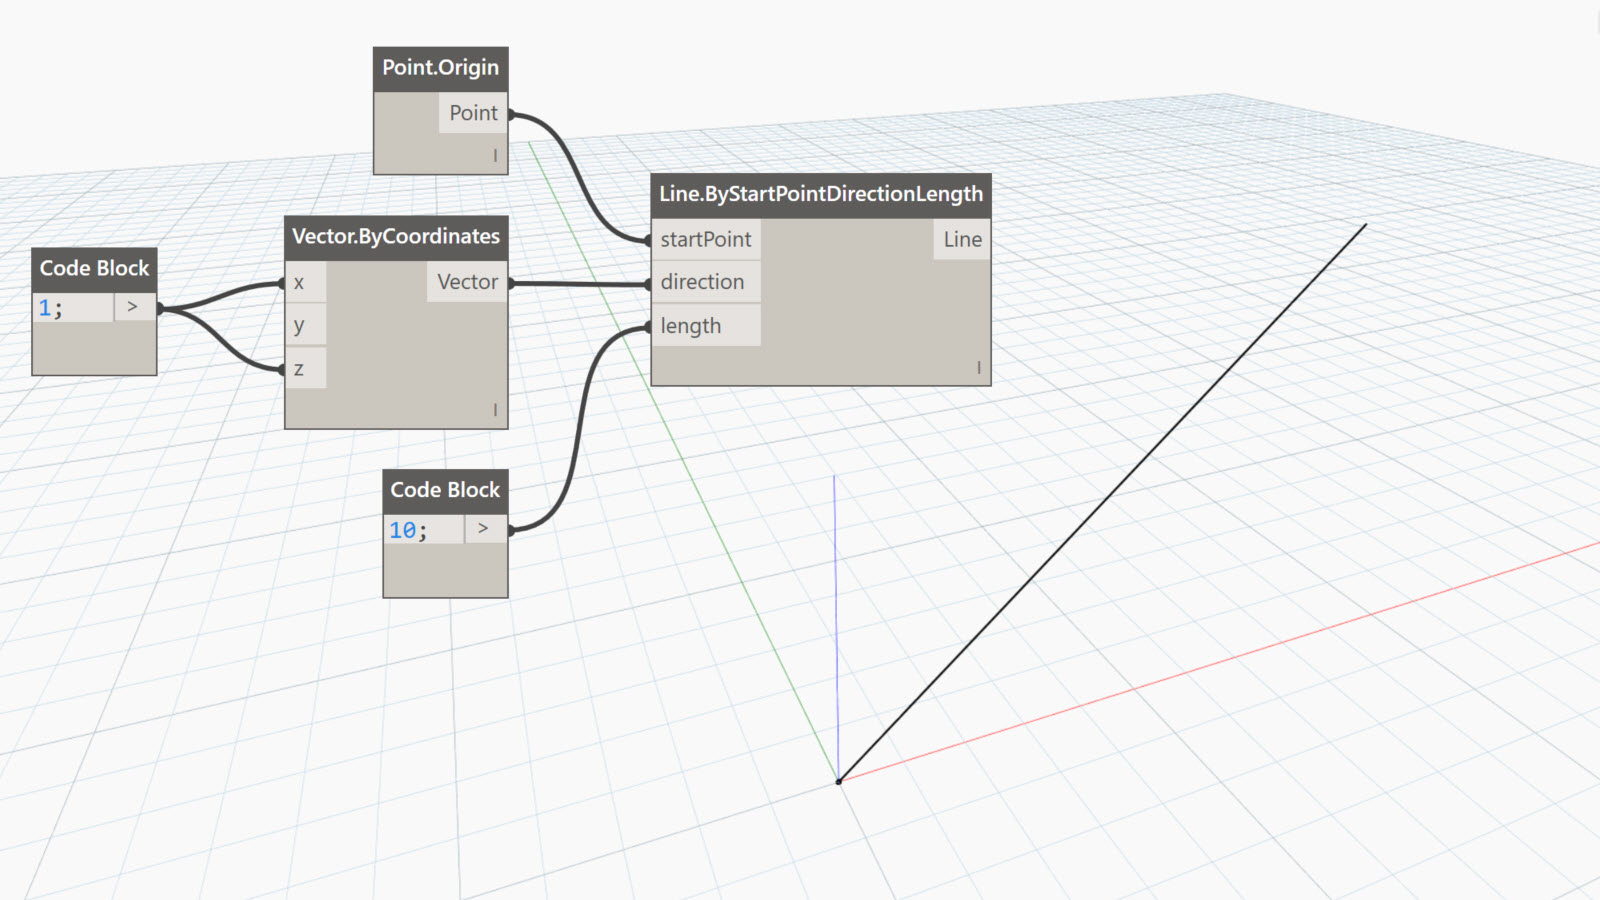 Point.Origin
Point
I
Code Block
1;
>
Vector.ByCoordinates
x
Vector
y
z
I
Code Block
10;
>
Line.ByStartPointDirectionLength
startPoint
Line
direction
length
I